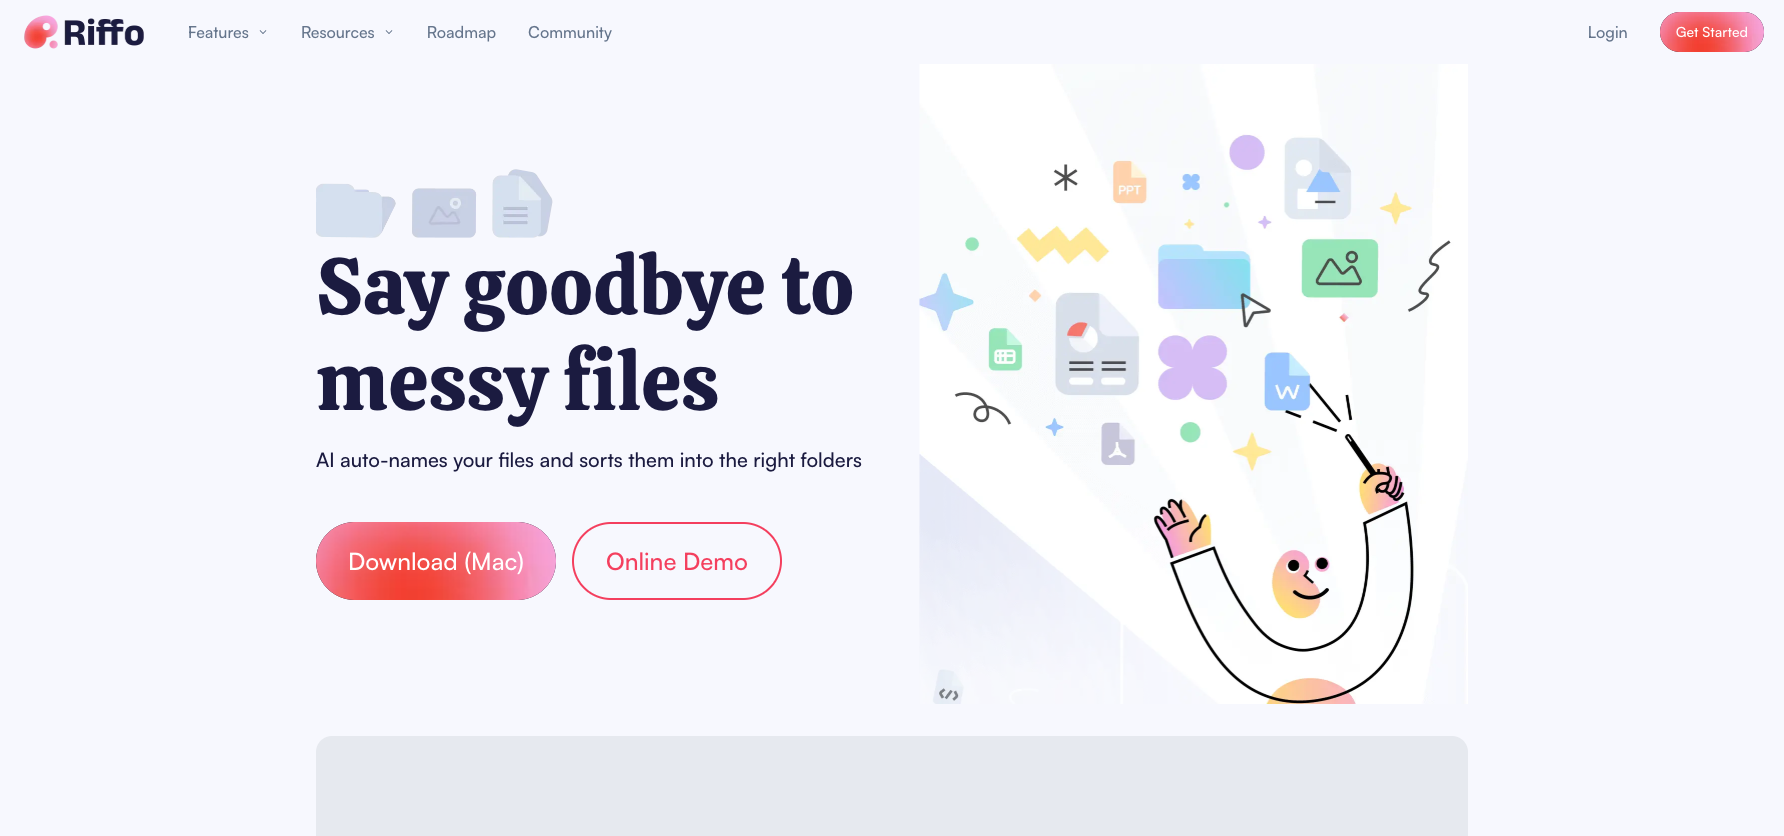 Riffo
Features
Resources
Roadmap
Community
Login
Get Started
Say goodbye to
messy files
AI auto-names your files and sorts them into the right folders
Download (Mac)
Online Demo
PPT
W